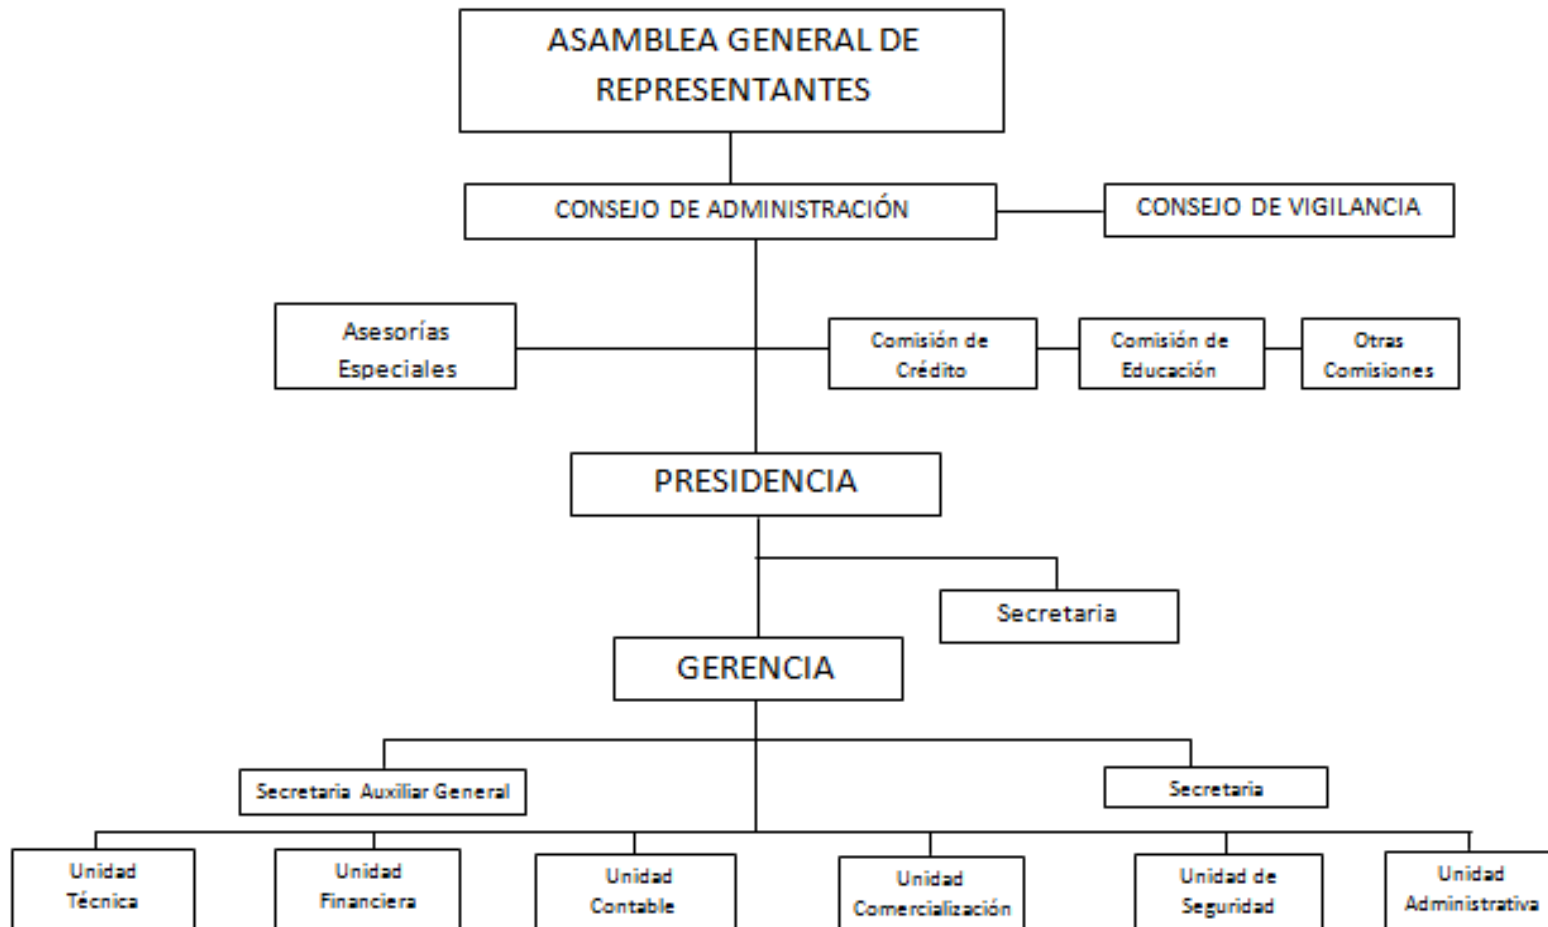 ASAMBLEA GENERAL DE
REPRESENTANTES
CONSEJO DE ADMINISTRACIÓN
CONSEJO DE VIGILANCIA
Asesorías
Especiales
Comisión de
Crédito
Comisión de
Educación
Otras
Comisiones
PRESIDENCIA
Secretaria
GERENCIA
Secretaria Auxiliar General
Secretaria
Unidad
Técnica
Unidad
Financiera
Unidad
Contable
Unidad
Comercialización
Unidad de
Seguridad
Unidad
Administrativa